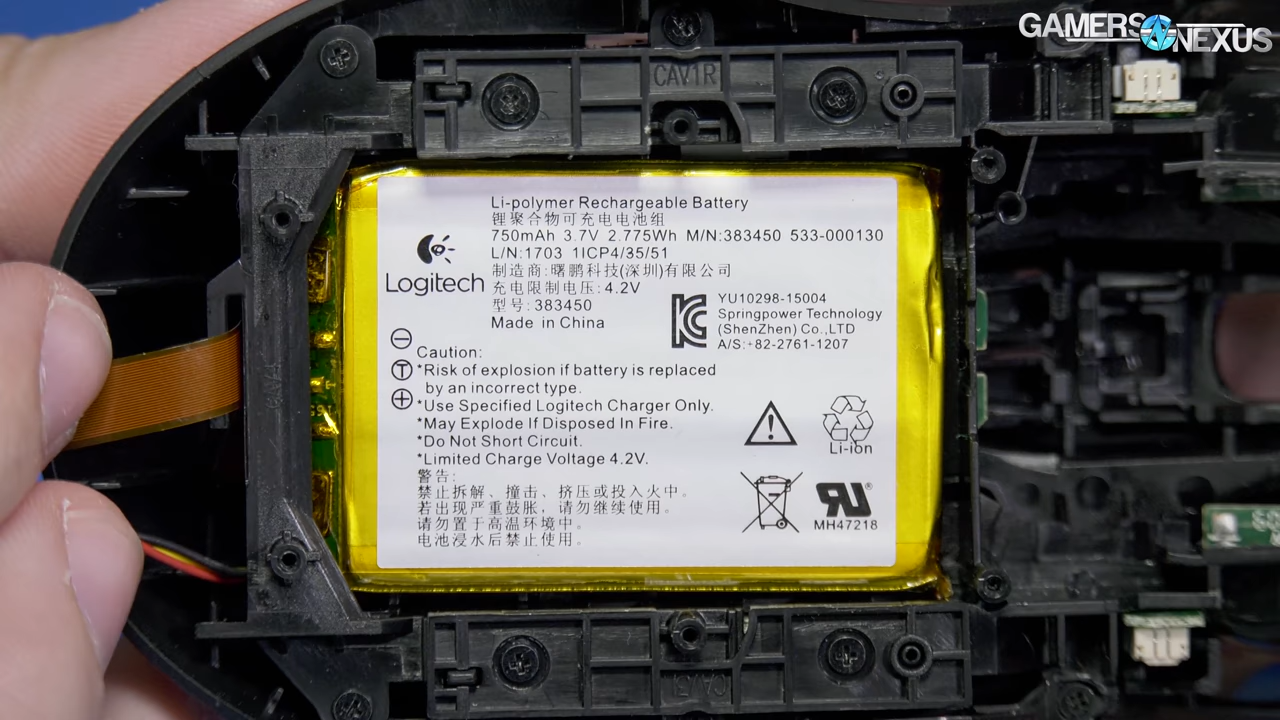 GAMERS NEXUS
CAV1R
Li-polymer Rechargeable Battery
锂聚合物可充电电池组
750mAh 3.7V 2.775Wh M/N:383450 533-000130
L/N:1703 1ICP4/35/51
制造商:曙鹏科技(深圳)有限公司
充电限制电压:4.2V
型号:383450
Made in China
Logitech
YU10298-15004
Springpower Technology
(ShenZhen) Co.,LTD
A/S:+82-2761-1207
Caution:
*Risk of explosion if battery is replaced
by an incorrect type.
*Use Specified Logitech Charger Only.
*May Explode If Disposed In Fire.
*Do Not Short Circuit.
*Limited Charge Voltage 4.2V.
Li-ion
警告:
禁止拆解、撞击、挤压或投入火中。
若出现严重鼓胀，请勿继续使用。
请勿置于高温环境中。
电池浸水后禁止使用。
MH47218